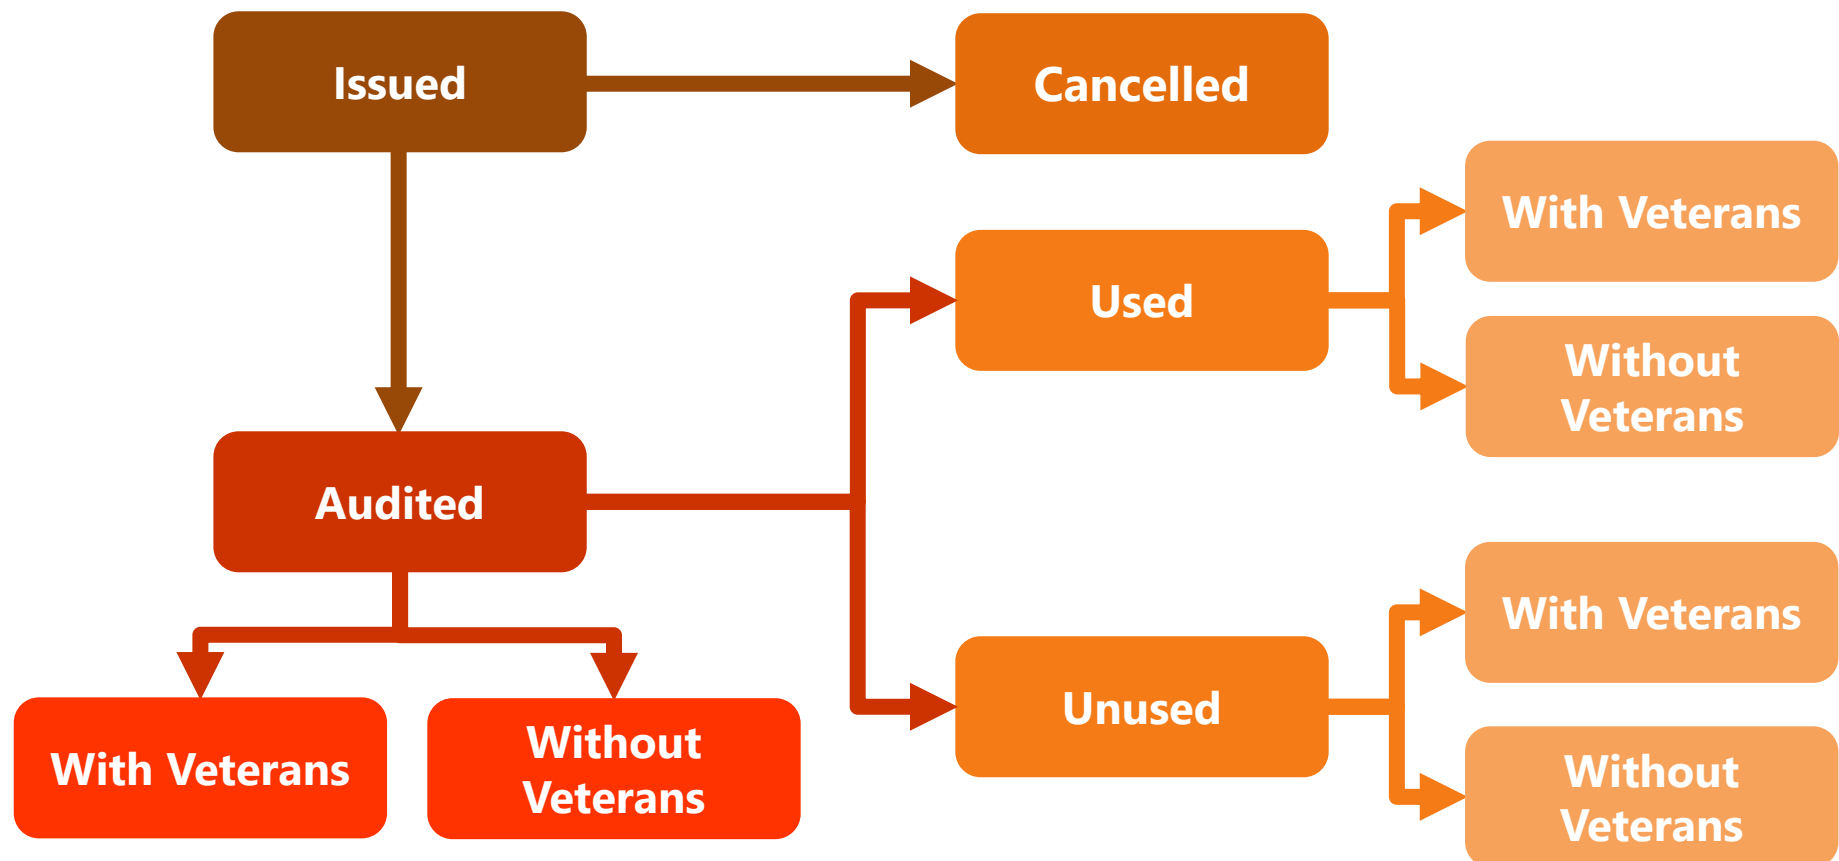 Issued
Cancelled
With Veterans
Used
Without
Veterans
Audited
With Veterans
Unused
Without
Veterans
With Veterans
Without
Veterans